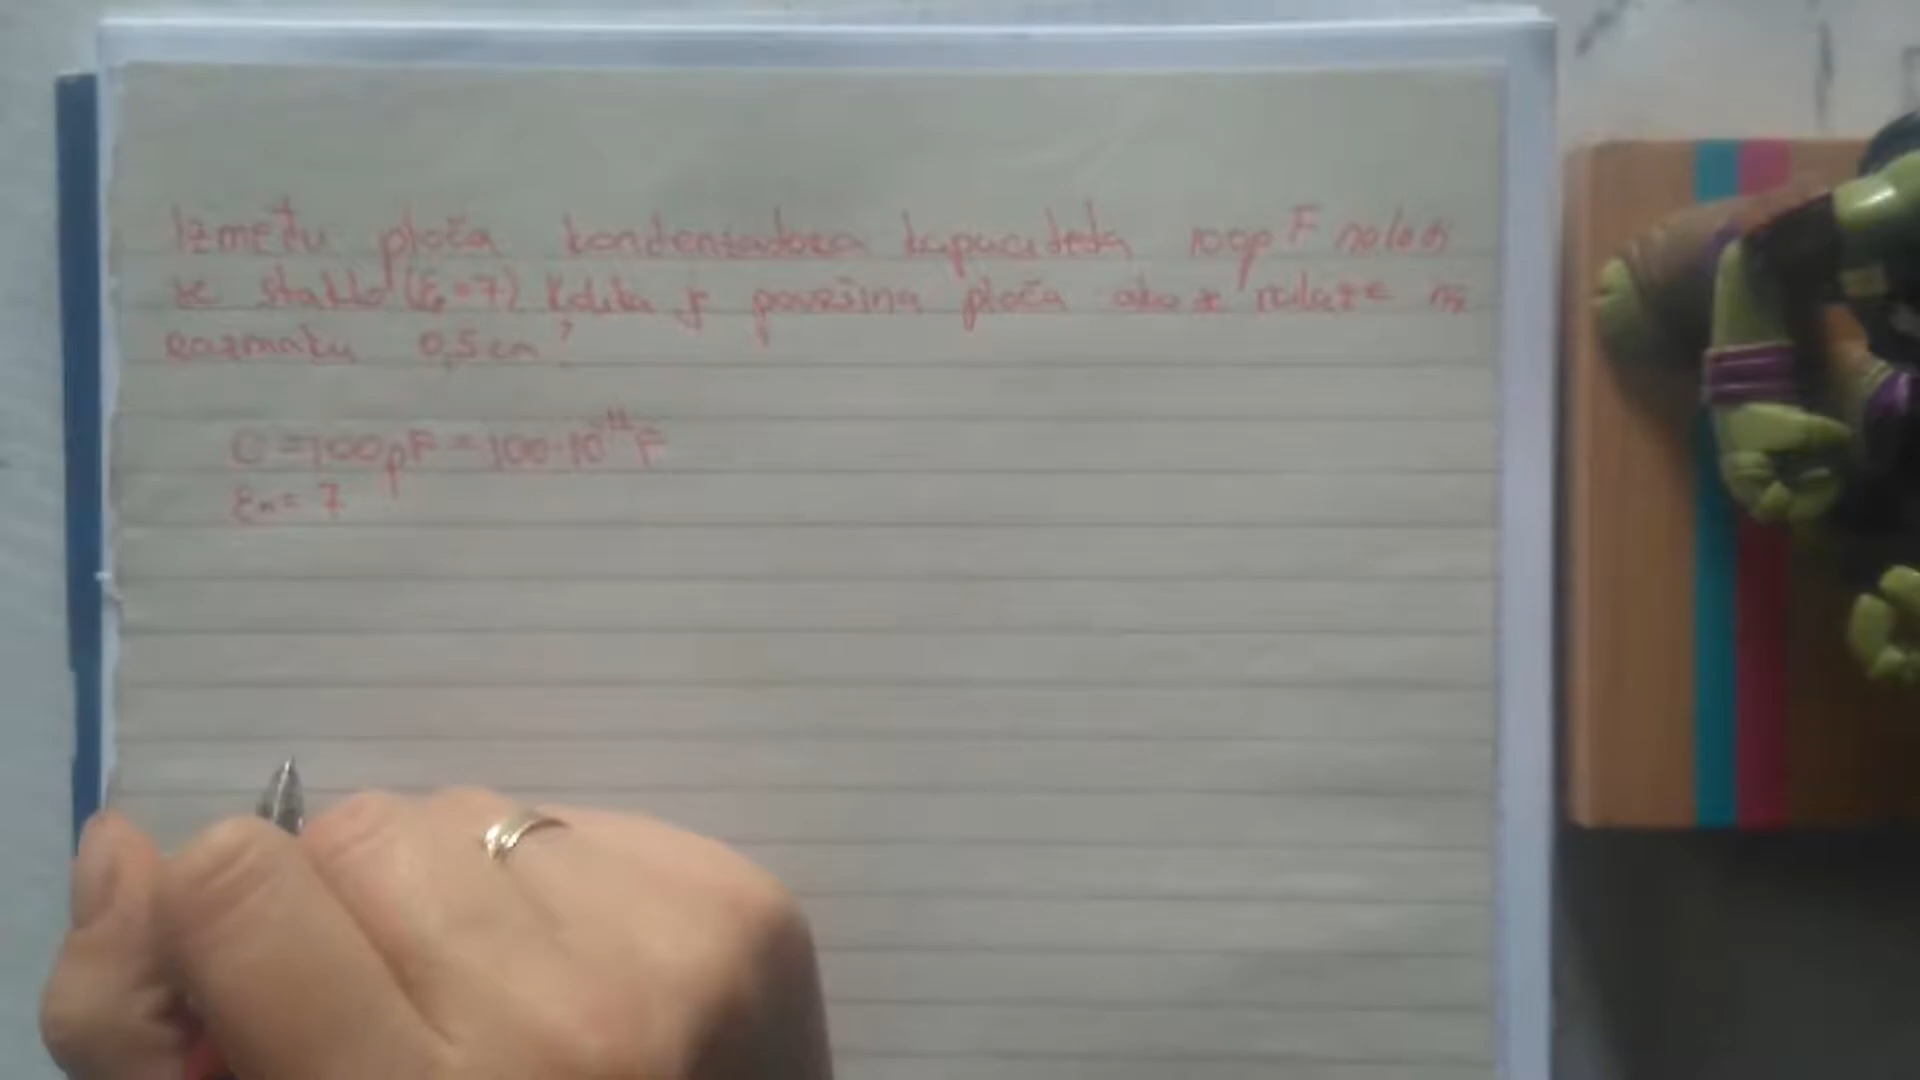 Između ploča kondenzatora kapaciteta 100pF nalazi
se staklo (εr=7) Kolika je površina ploča ako se nalaze na
razmaku 0,5cm?
C=100pF=100·10⁻¹²F
εr=7